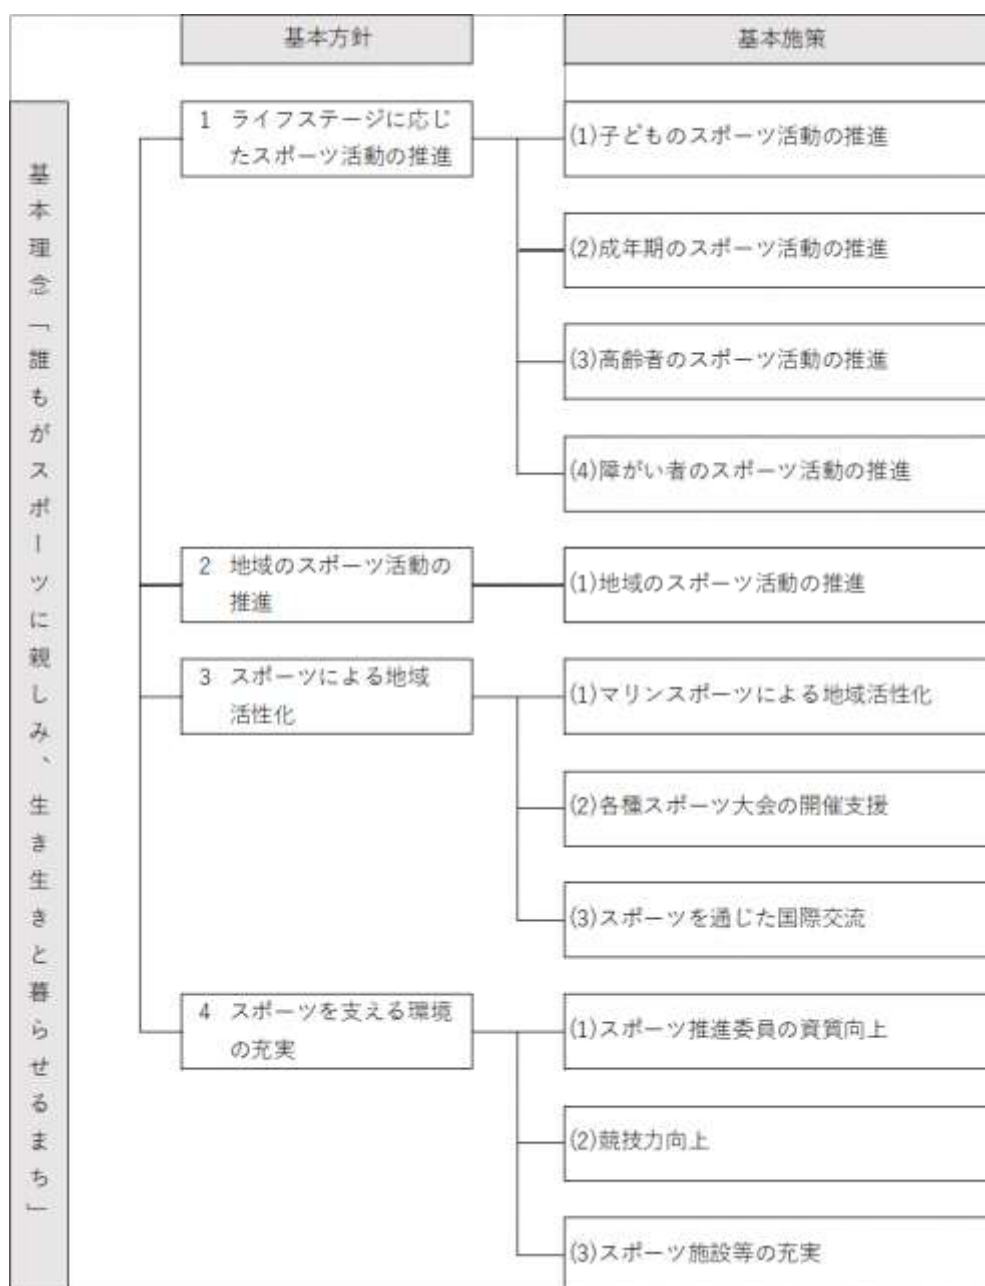 基本方針
基本施策
基本理念「誰もがスポーツに親しみ、生き生きと暮らせるまち」
1 ライフステージに応じ
たスポーツ活動の推進
(1)子どものスポーツ活動の推進
(2)成年期のスポーツ活動の推進
(3)高齢者のスポーツ活動の推進
(4)障がい者のスポーツ活動の推進
2 地域のスポーツ活動の
推進
(1)地域のスポーツ活動の推進
3 スポーツによる地域
活性化
(1)マリンスポーツによる地域活性化
(2)各種スポーツ大会の開催支援
(3)スポーツを通じた国際交流
4 スポーツを支える環境
の充実
(1)スポーツ推進委員の資質向上
(2)競技力向上
(3)スポーツ施設等の充実